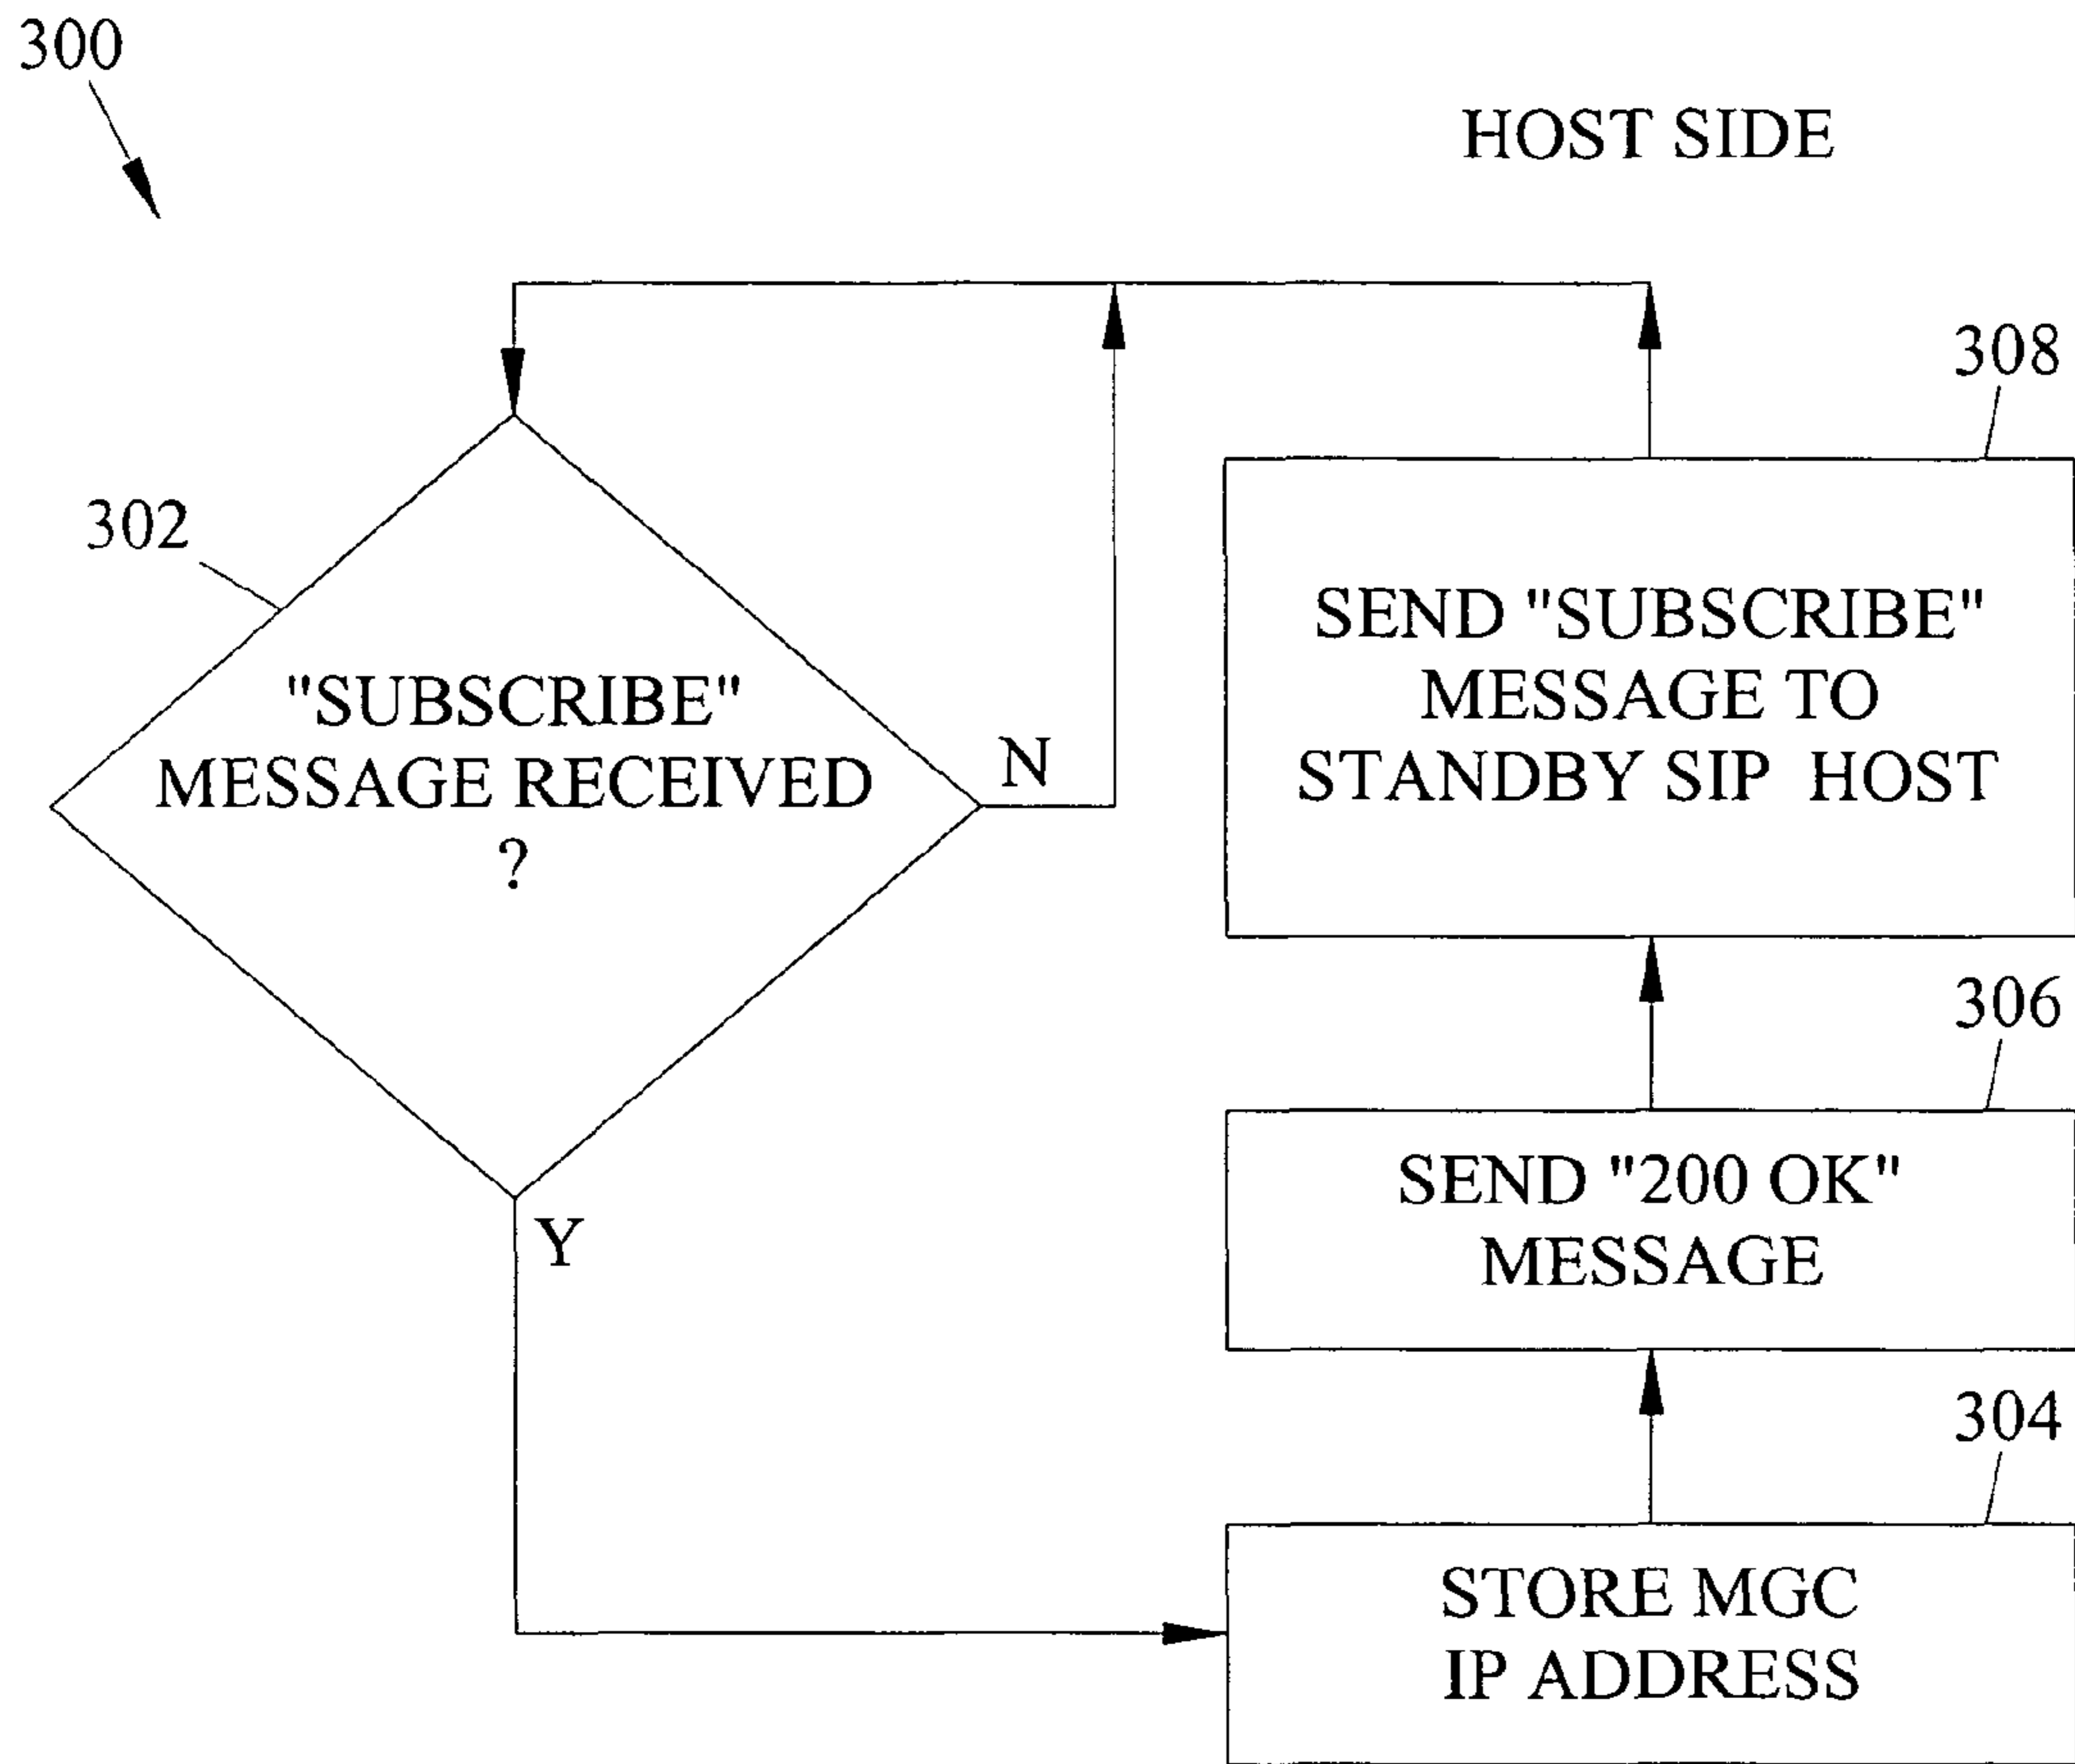 300
HOST SIDE
308
302
"SUBSCRIBE"
MESSAGE RECEIVED
?
N
Y
SEND "SUBSCRIBE"
MESSAGE TO
STANDBY SIP HOST
306
SEND "200 OK"
MESSAGE
304
STORE MGC
IP ADDRESS